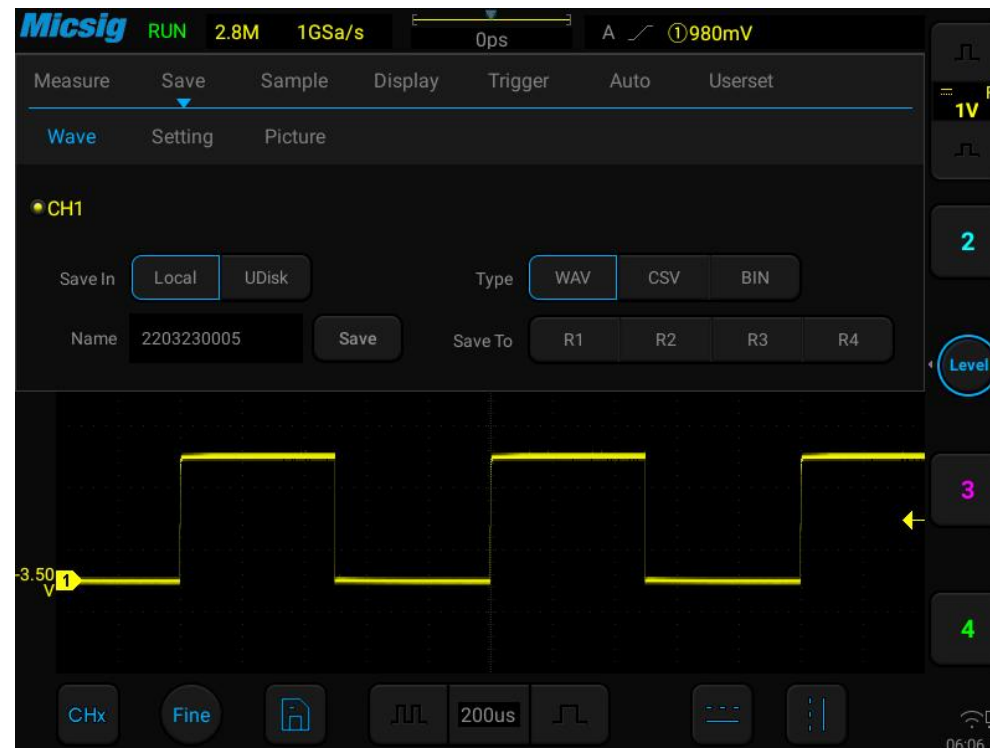 Micsig RUN 2.8M 1GSa/s 0ps A ①980mV
Measure Save Sample Display Trigger Auto Userset
1V
Wave Setting Picture
CH1
2
Save In Local UDisk Type WAV CSV BIN
Name 2203230005 Save Save To R1 R2 R3 R4
Level
3
-3.50 1
V
4
CHx Fine 200us
06:06